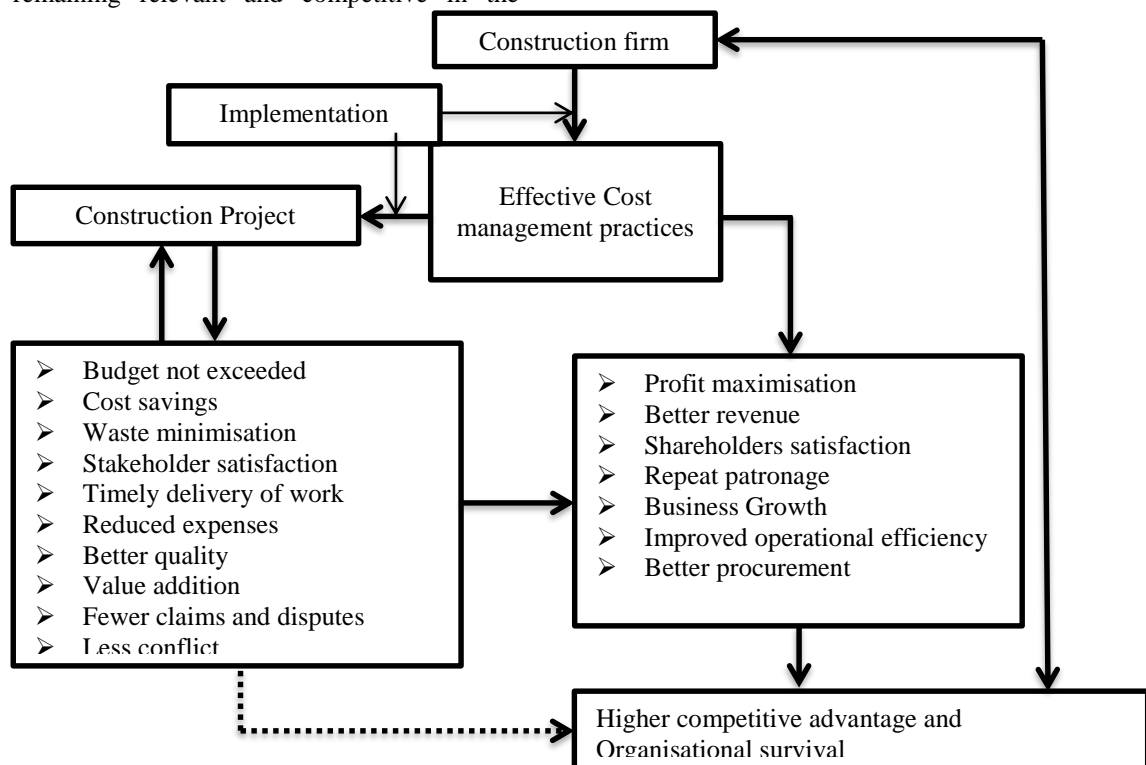 remaining relevant and competitive in the
Construction firm
Implementation
Effective Cost
management practices
Construction Project
➢ Budget not exceeded
➢ Cost savings
➢ Waste minimisation
➢ Stakeholder satisfaction
➢ Timely delivery of work
➢ Reduced expenses
➢ Better quality
➢ Value addition
➢ Fewer claims and disputes
➢ Less conflict
➢ Profit maximisation
➢ Better revenue
➢ Shareholders satisfaction
➢ Repeat patronage
➢ Business Growth
➢ Improved operational efficiency
➢ Better procurement
Higher competitive advantage and
Organisational survival